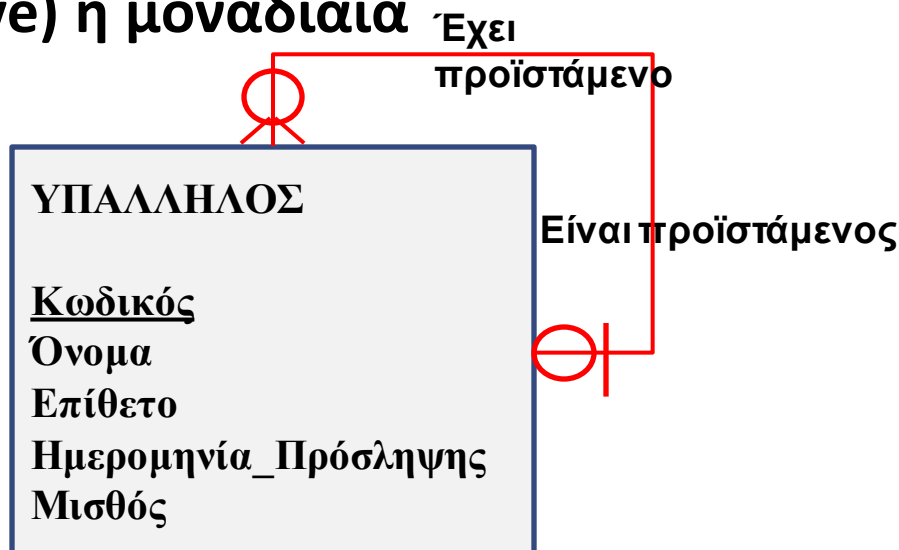 ve) ή μοναδιαία
Έχει
προϊστάμενο
ΥΠΑΛΛΗΛΟΣ
Είναι προϊστάμενος
Κωδικός
Όνομα
Επίθετο
Ημερομηνία_Πρόσληψης
Μισθός